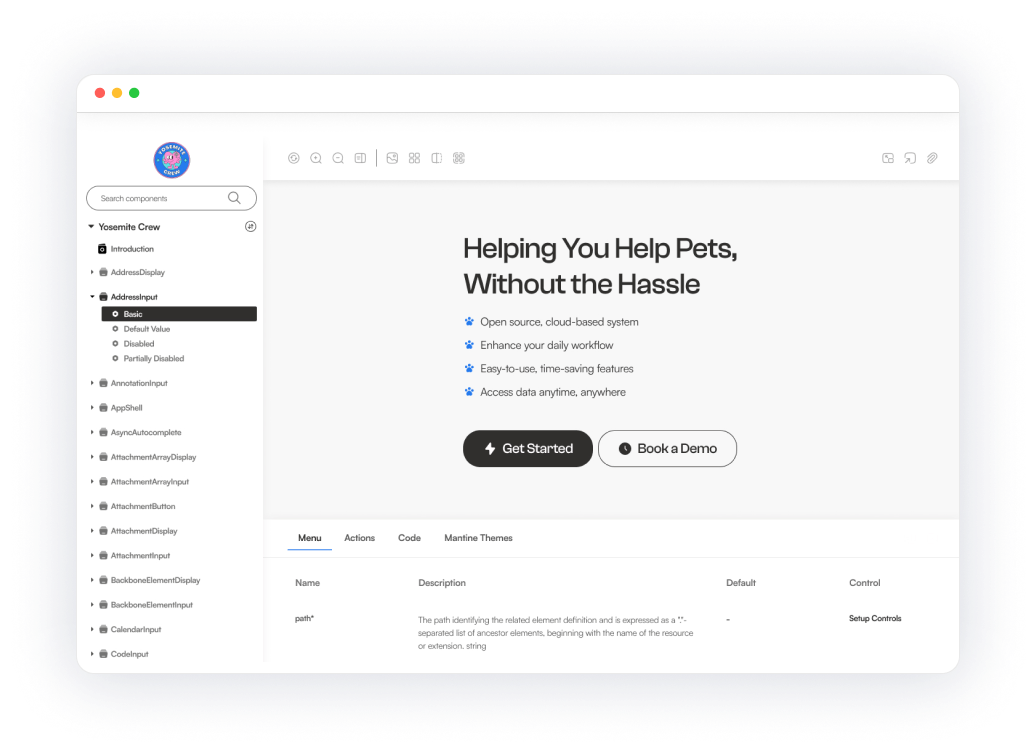 YOSEMITE
CREW
Search components
Yosemite Crew
Introduction
AddressDisplay
AddressInput
Basic
Default Value
Disabled
Partially Disabled
AnnotationInput
AppShell
AsyncAutocomplete
AttachmentArrayDisplay
AttachmentArrayInput
AttachmentButton
AttachmentDisplay
AttachmentInput
BackboneElementDisplay
BackboneElementInput
CalendarInput
CodeInput
Helping You Help Pets,
Without the Hassle
Open source, cloud-based system
Enhance your daily workflow
Easy-to-use, time-saving features
Access data anytime, anywhere
Get Started Book a Demo
Menu Actions Code Mantine Themes
Name Description Default Control
path* The path identifying the related element definition and is expressed as a "."- - Setup Controls
separated list of ancestor elements, beginning with the name of the resource
or extension. string